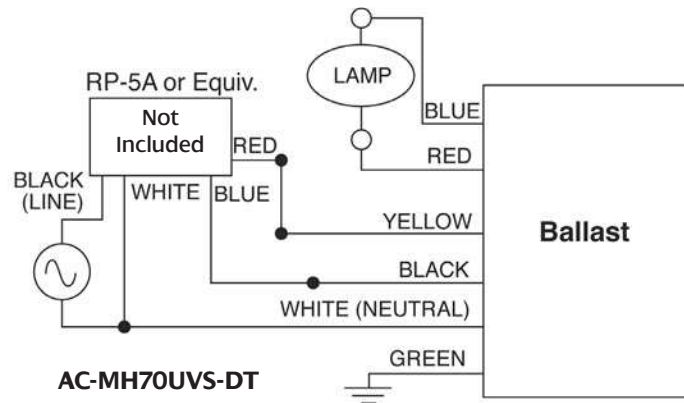 RP-5A or Equiv.
Not
Included
LAMP
BLUE
RED
RED
BLACK
(LINE)
WHITE
BLUE
YELLOW
Ballast
BLACK
WHITE (NEUTRAL)
GREEN
AC-MH70UVS-DT